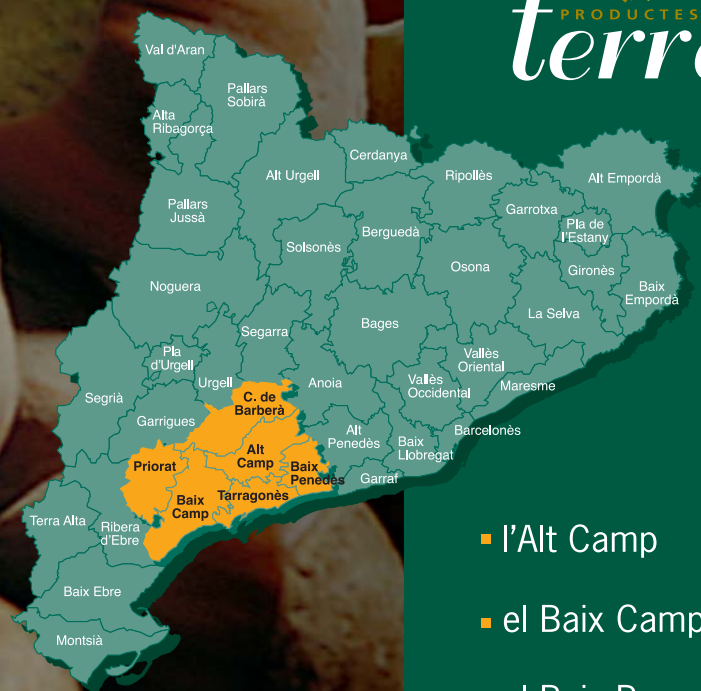 PRODUCTES
Val d'Aran
Pallars
Sobirà
Alta
Ribagorça
Cerdanya
Alt Urgell
Ripollès
Alt Empordà
Pallars
Jussà
Garrotxa
Pla de
l'Estany
Berguedà
Solsonès
Osona
Gironès
Noguera
Baix
Empordà
La Selva
Bages
Segarra
Pla
d'Urgell
Vallès
Oriental
Urgell
Anoia
Vallès
Occidental
Maresme
Segrià
C. de
Barberà
Garrigues
Alt
Penedès
Baix
Llobregat
Barcelonès
Alt
Camp
Priorat
Baix
Penedès
Garraf
Tarragonès
Baix
Camp
Terra Alta
Ribera
d'Ebre
Baix Ebre
Montsià
l'Alt Camp
el Baix Camp